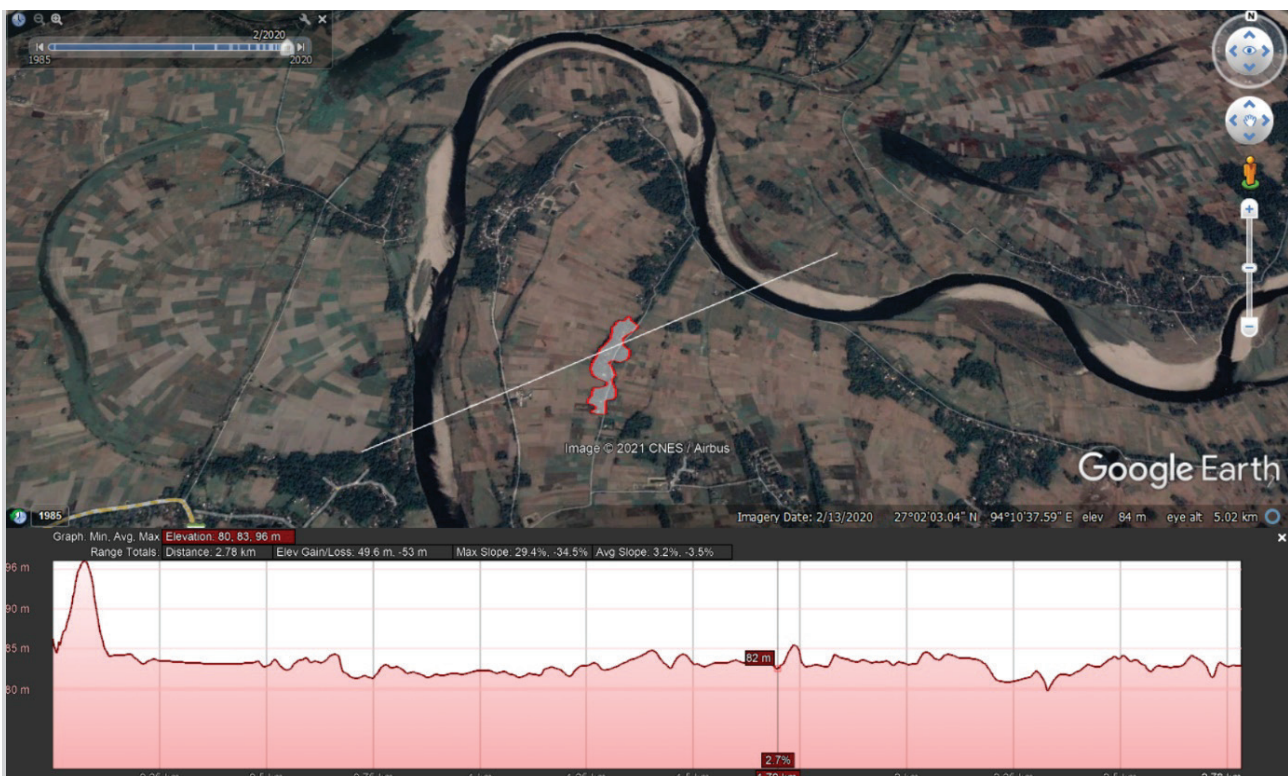 2/2020
1985
2020
N
Image © 2021 CNES / Airbus
Google Earth
1985
Imagery Date: 2/13/2020 27°02'03.04" N 94°10'37.59" E elev 84 m eye alt 5.02 km
Graph: Min, Avg, Max Elevation: 80, 83, 96 m
Range Totals: Distance: 2.78 km Elev Gain/Loss: 49.6 m, -53 m Max Slope: 29.4%, -34.5% Avg Slope: 3.2%, -3.5%
96 m
90 m
85 m
82 m
80 m
2.7%